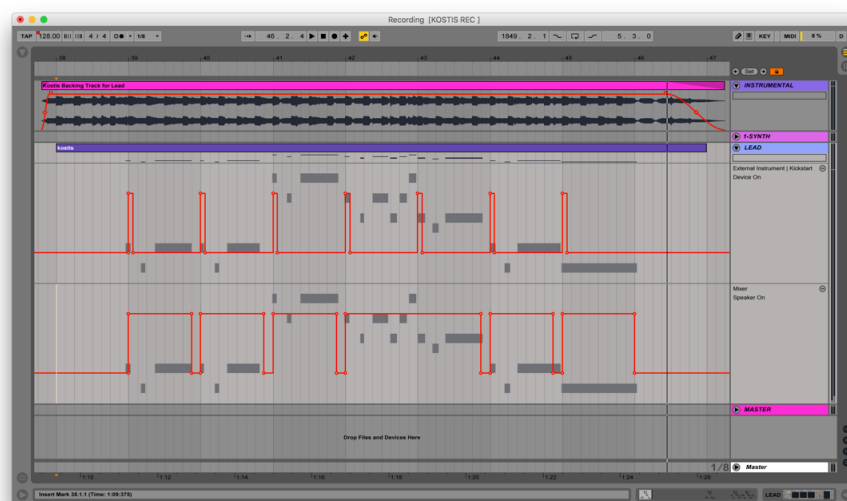 Recording [KOSTIS REC ]
TAP 128.00 4 / 4 1/8 46. 2. 4 1849. 2. 1 5. 3. 0 KEY MIDI 8 % D
38 39 40 41 42 43 44 45 46 47
Set
Kostis Backing Track for Lead
INSTRUMENTAL
1-SYNTH
kostis
LEAD
External Instrument | Kickstart
Device On
Mixer
Speaker On
MASTER
Drop Files and Devices Here
1/8 Master
1:10 1:12 1:14 1:16 1:18 1:20 1:22 1:24 1:26
Insert Mark 38.1.1 (Time: 1:09:375)
LEAD